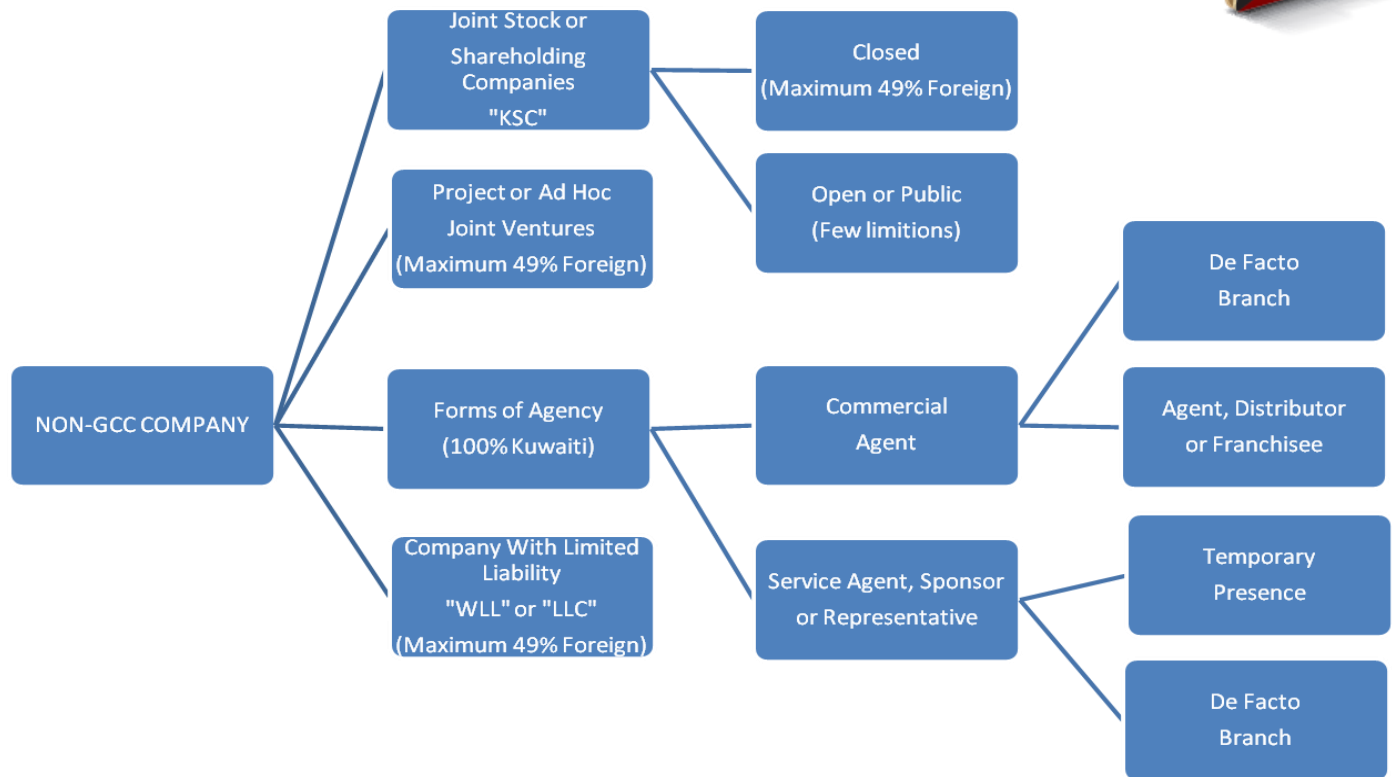 NON-GCC COMPANY
Joint Stock or
Shareholding
Companies
"KSC"
Project or Ad Hoc
Joint Ventures
(Maximum 49% Foreign)
Forms of Agency
(100% Kuwaiti)
Company With Limited
Liability
"WLL" or "LLC"
(Maximum 49% Foreign)
Closed
(Maximum 49% Foreign)
Open or Public
(Few limitions)
Commercial
Agent
Service Agent, Sponsor
or Representative
De Facto
Branch
Agent, Distributor
or Franchisee
Temporary
Presence
De Facto
Branch